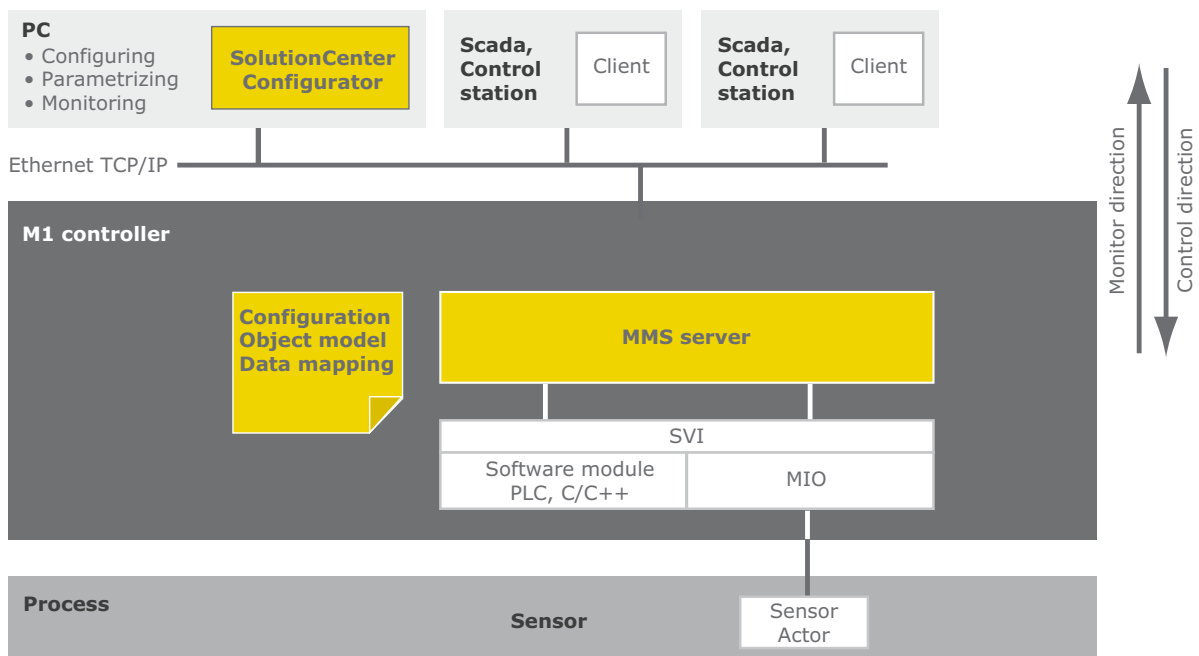 PC
• Configuring
• Parametrizing
• Monitoring
SolutionCenter
Configurator
Scada,
Control
station
Client
Scada,
Control
station
Client
Ethernet TCP/IP
Monitor direction
Control direction
M1 controller
Configuration
Object model
Data mapping
MMS server
SVI
Software module
PLC, C/C++
MIO
Process
Sensor
Sensor
Actor